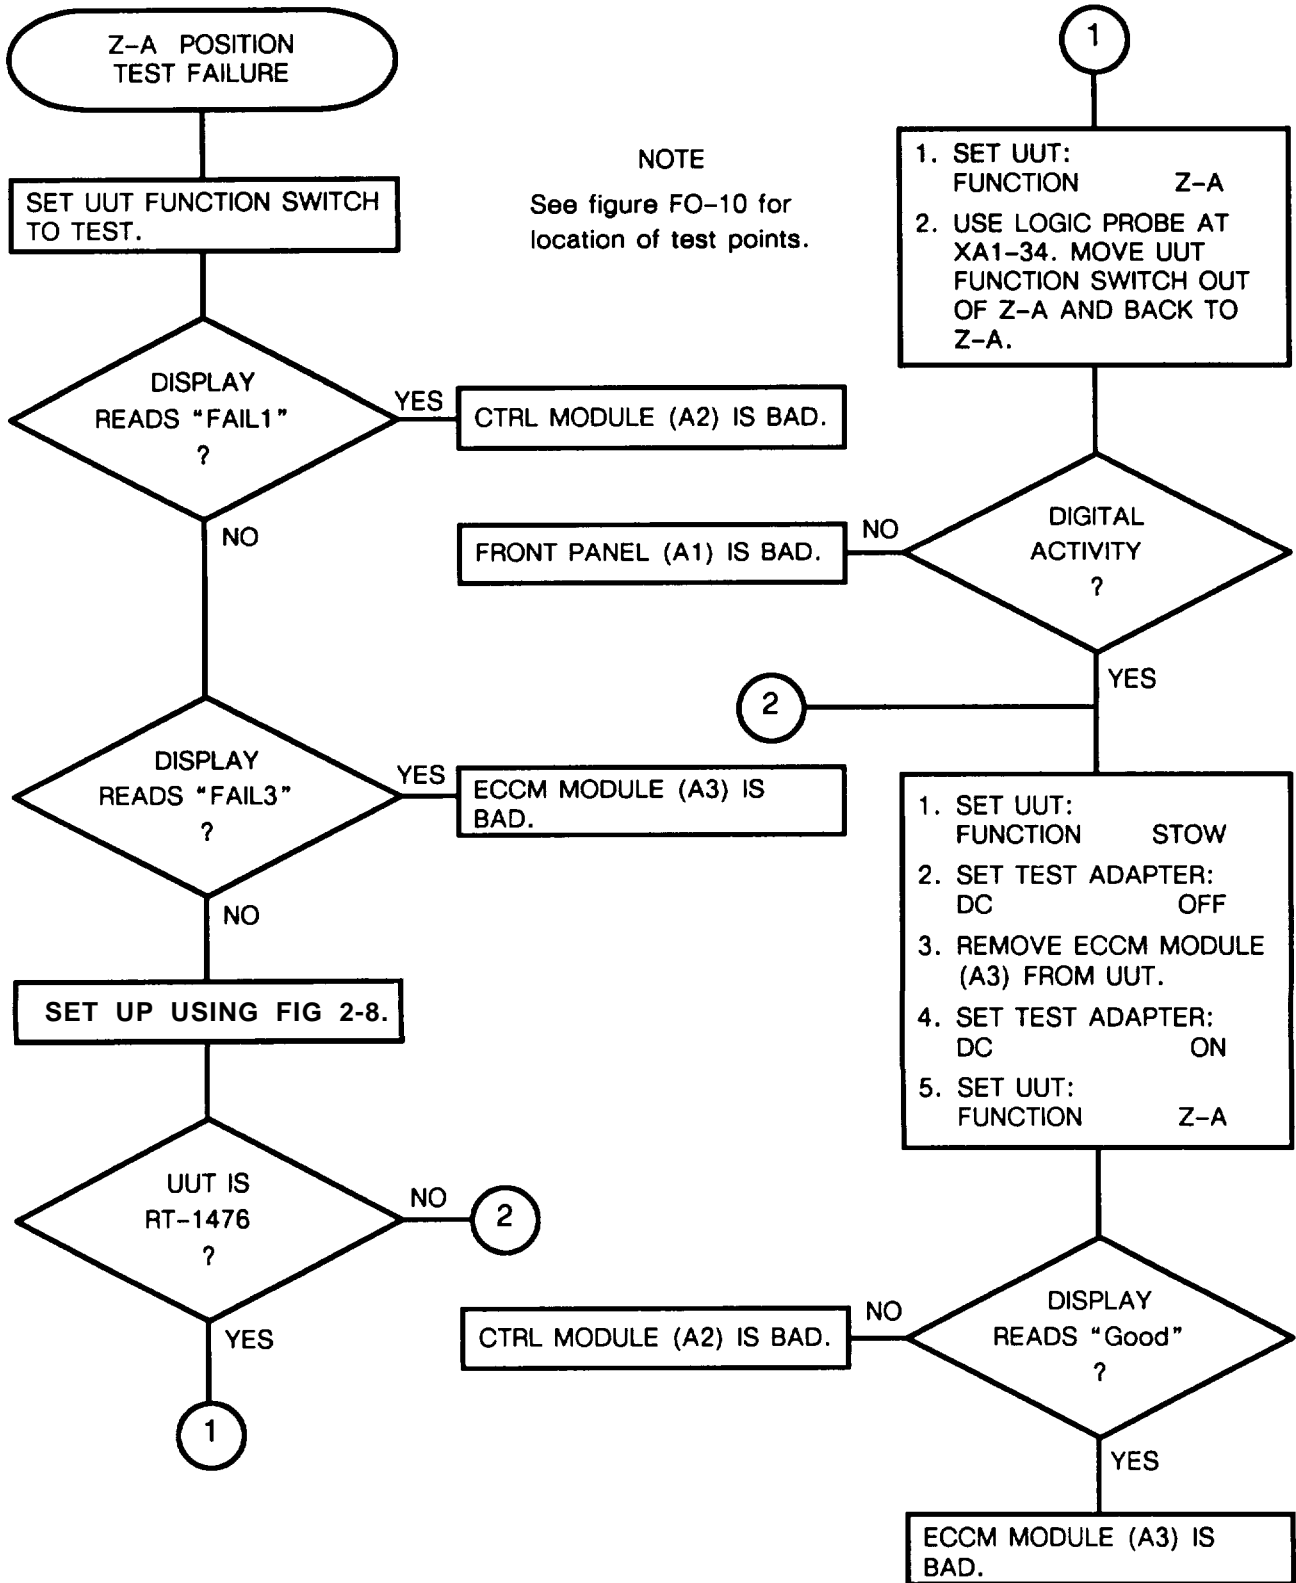 Z-A POSITION
TEST FAILURE
SET UUT FUNCTION SWITCH
TO TEST.
DISPLAY
READS "FAIL1"
?
YES
CTRL MODULE (A2) IS BAD.
NO
DISPLAY
READS "FAIL3"
?
YES
ECCM MODULE (A3) IS
BAD.
NO
SET UP USING FIG 2-8.
UUT IS
RT-1476
?
NO
2
YES
1
NOTE
See figure FO-10 for
location of test points.
1
1. SET UUT:
FUNCTION Z-A
2. USE LOGIC PROBE AT
XA1-34. MOVE UUT
FUNCTION SWITCH OUT
OF Z-A AND BACK TO
Z-A.
DIGITAL
ACTIVITY
?
NO
FRONT PANEL (A1) IS BAD.
YES
2
1. SET UUT:
FUNCTION STOW
2. SET TEST ADAPTER:
DC OFF
3. REMOVE ECCM MODULE
(A3) FROM UUT.
4. SET TEST ADAPTER:
DC ON
5. SET UUT:
FUNCTION Z-A
DISPLAY
READS "Good"
?
NO
CTRL MODULE (A2) IS BAD.
YES
ECCM MODULE (A3) IS
BAD.